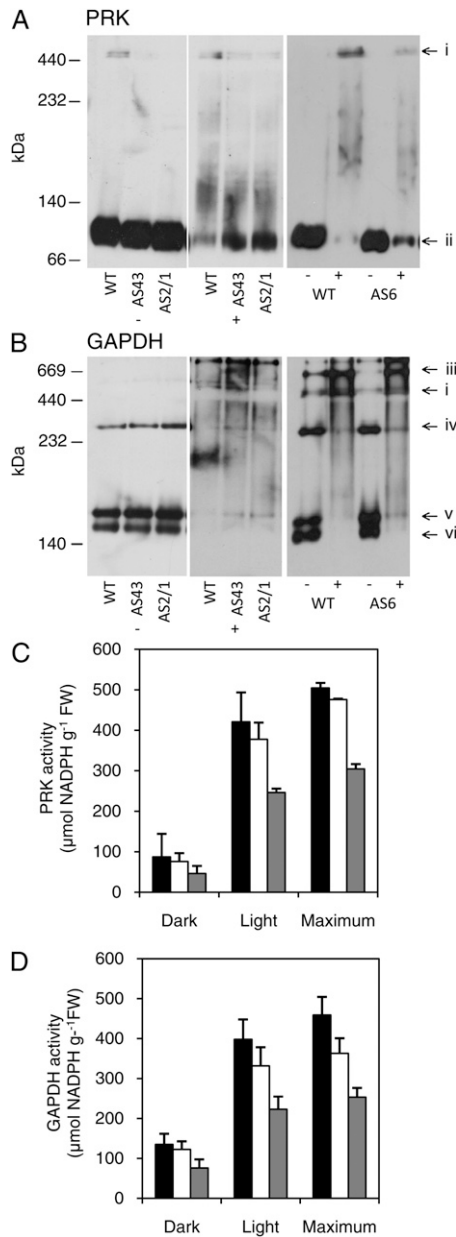 A PRK
440
232
140
66
kDa
i
ii
WT
AS43
AS2/1
-
WT
AS43
AS2/1
+
- + - +
WT AS6
B GAPDH
669
440
232
140
kDa
iii
i
iv
v
vi
WT
AS43
AS2/1
-
WT
AS43
AS2/1
+
- + - +
WT AS6
C
600
500
400
300
200
100
0
PRK activity
(µmol NADPH g⁻¹ FW)
Dark Light Maximum
D
600
500
400
300
200
100
0
GAPDH activity
(µmol NADPH g-¹FW)
Dark Light Maximum